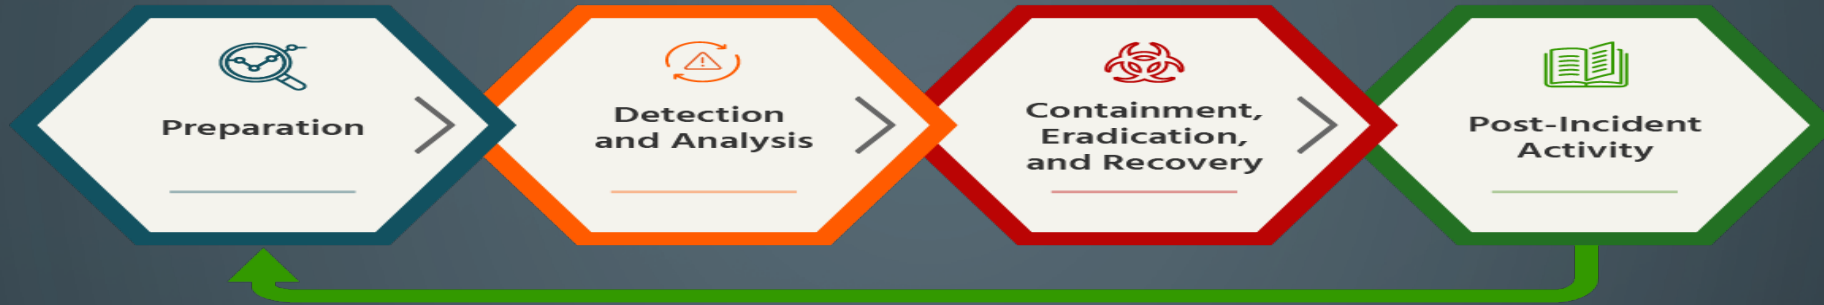 Preparation
Detection
and Analysis
Containment,
Eradication,
and Recovery
Post-Incident
Activity